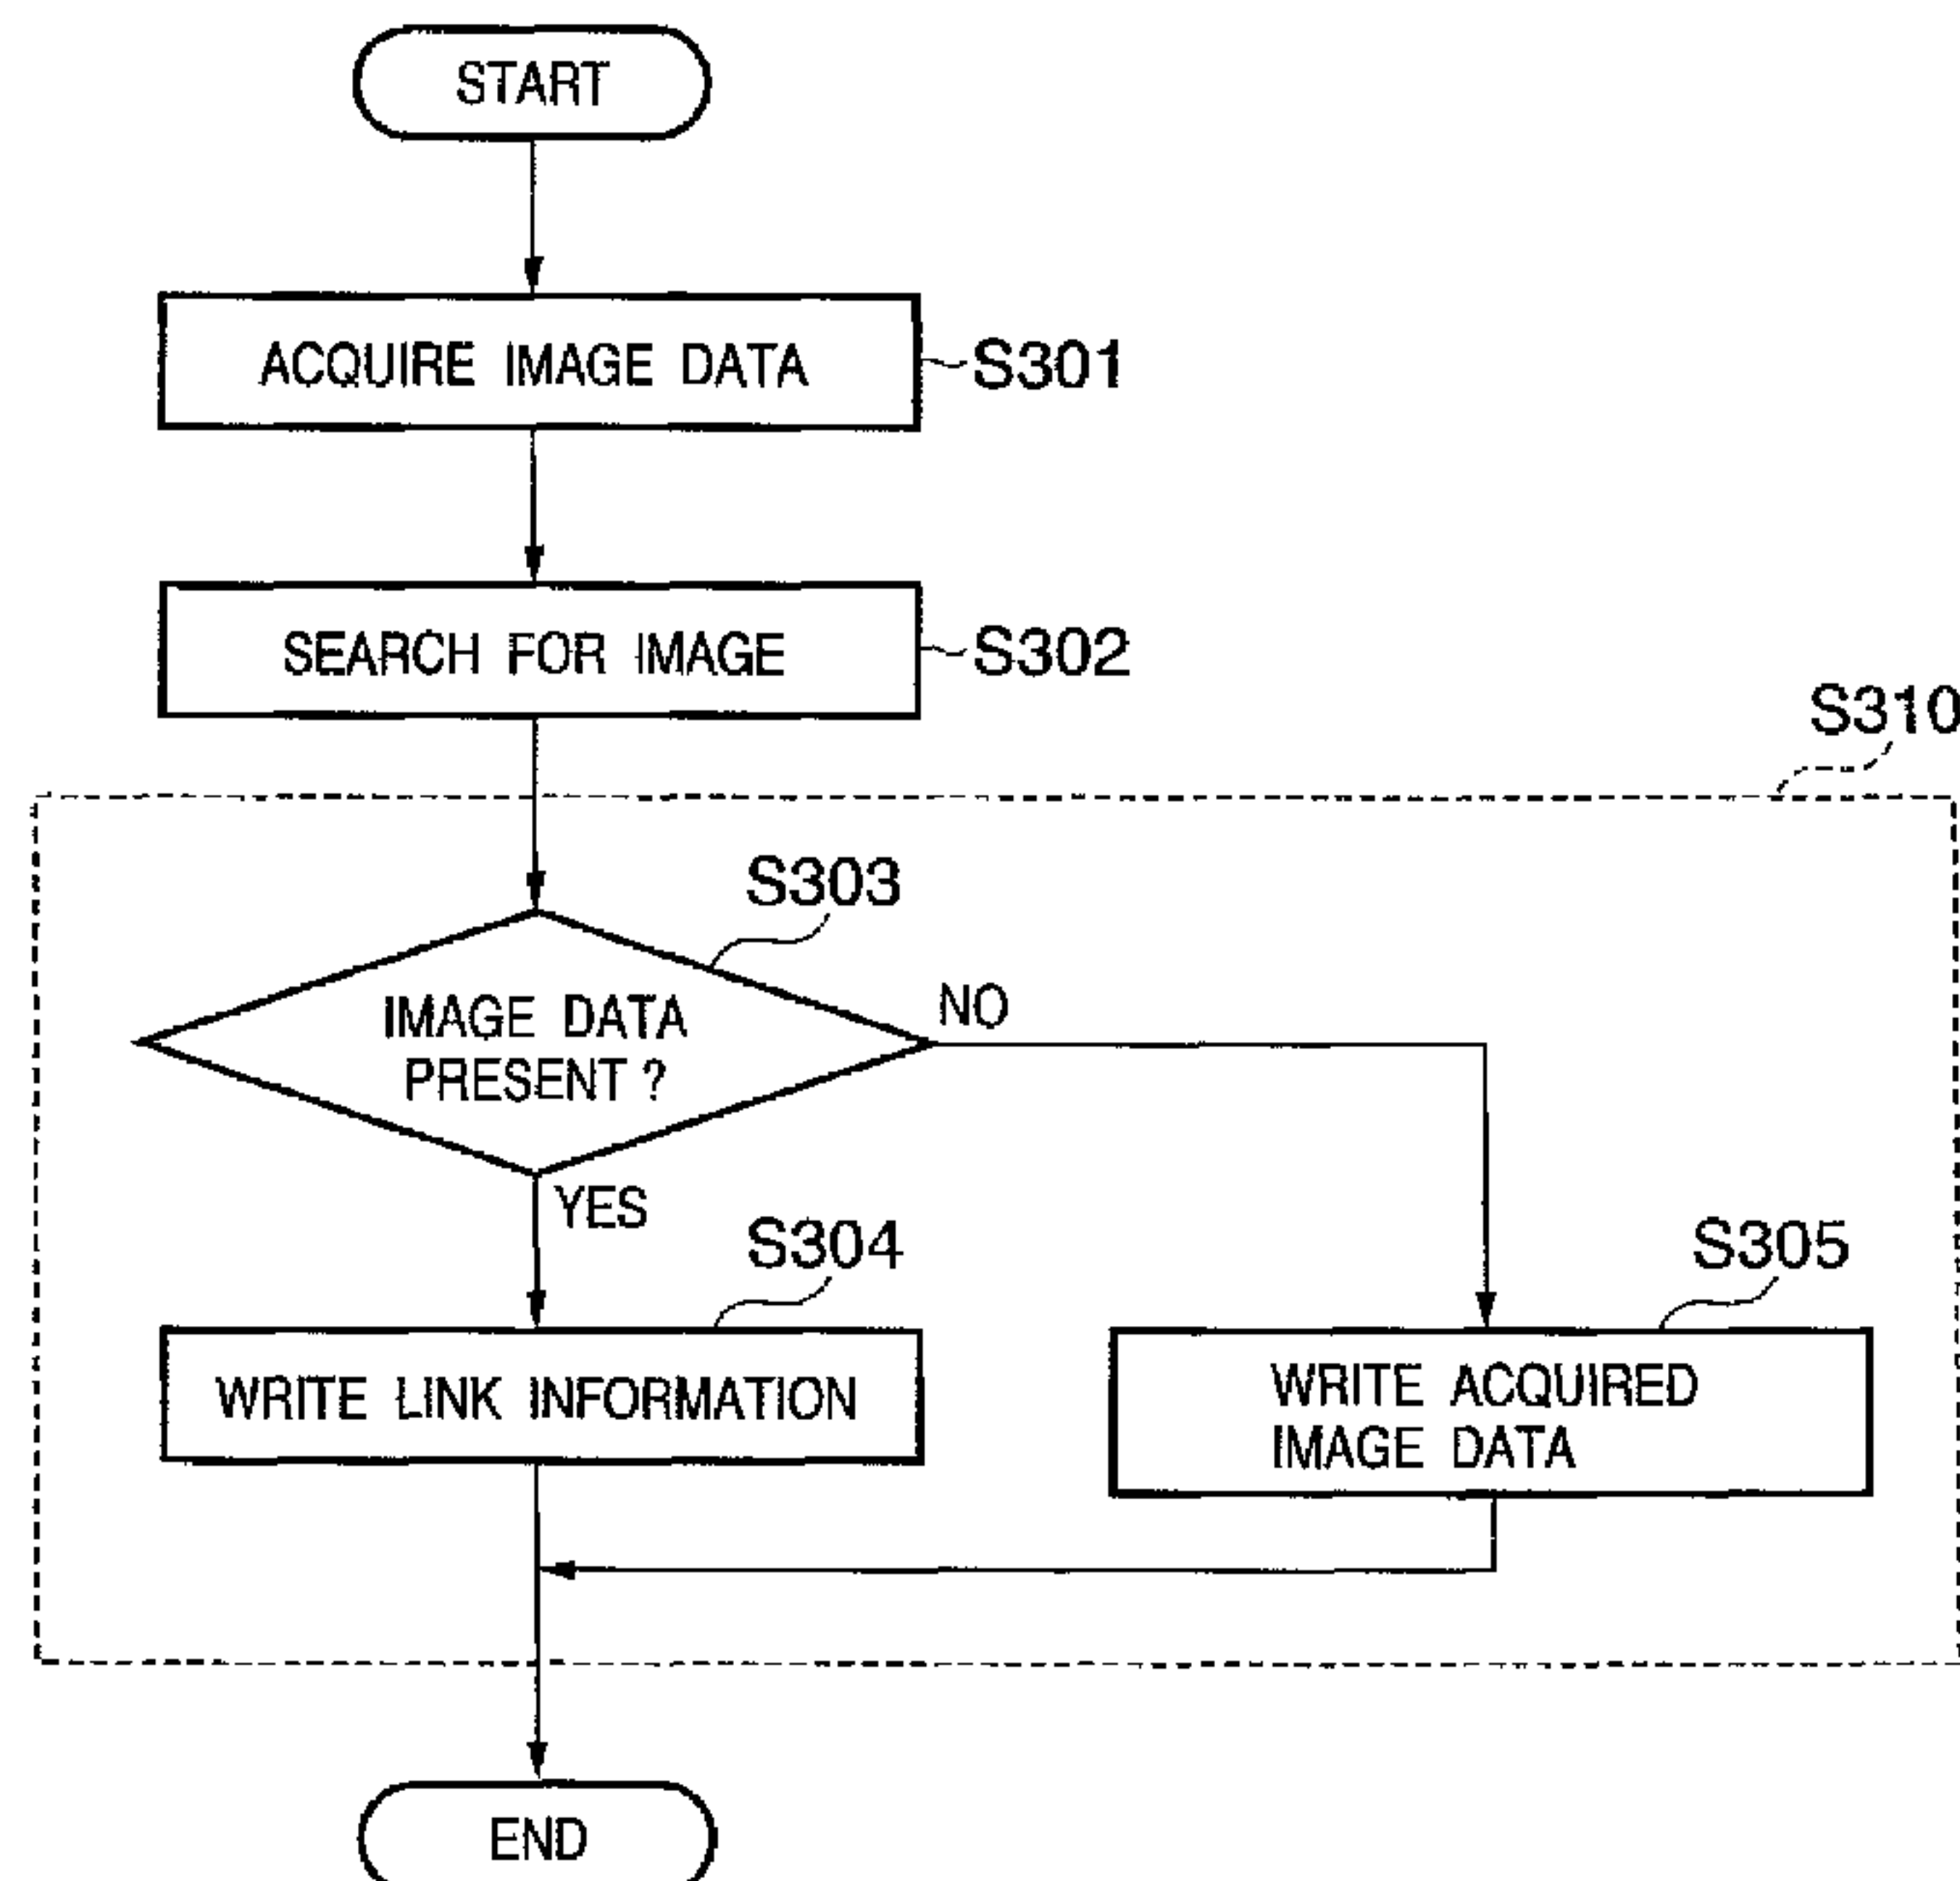 START
ACQUIRE IMAGE DATA
S301
SEARCH FOR IMAGE
S302
S310
S303
IMAGE DATA
PRESENT ?
NO
YES
S304
S305
WRITE LINK INFORMATION
WRITE ACQUIRED
IMAGE DATA
END